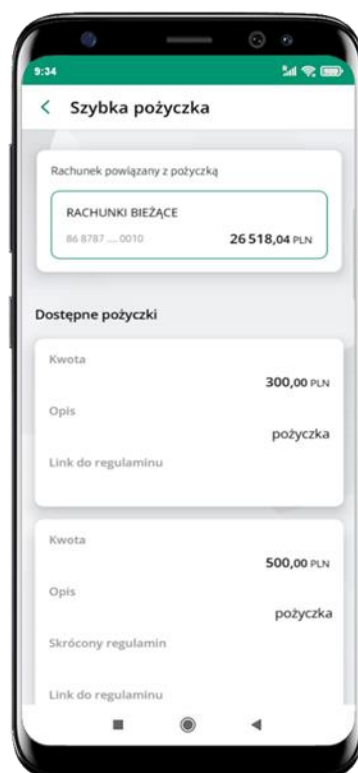 9:34
Szybka pożyczka
Rachunek powiązany z pożyczką
RACHUNKI BIEŻĄCE
86 8787 .... 0010 26 518,04 PLN
Dostępne pożyczki
Kwota
300,00 PLN
Opis
pożyczka
Link do regulaminu
Kwota
500,00 PLN
Opis
pożyczka
Skrócony regulamin
Link do regulaminu